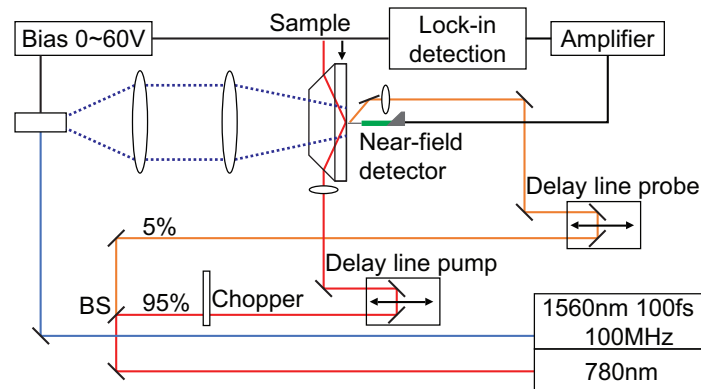 Sample
Bias 0~60V
Lock-in
detection
Amplifier
Near-field
detector
Delay line probe
5%
Delay line pump
BS
95%
Chopper
1560nm 100fs
100MHz
780nm